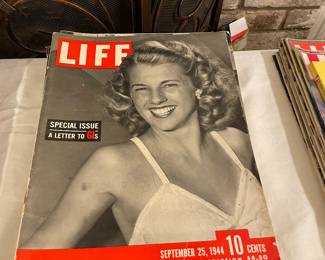 LIFE
SPECIAL ISSUE
A LETTER TO GIs
SEPTEMBER 25, 1944 10 CENTS